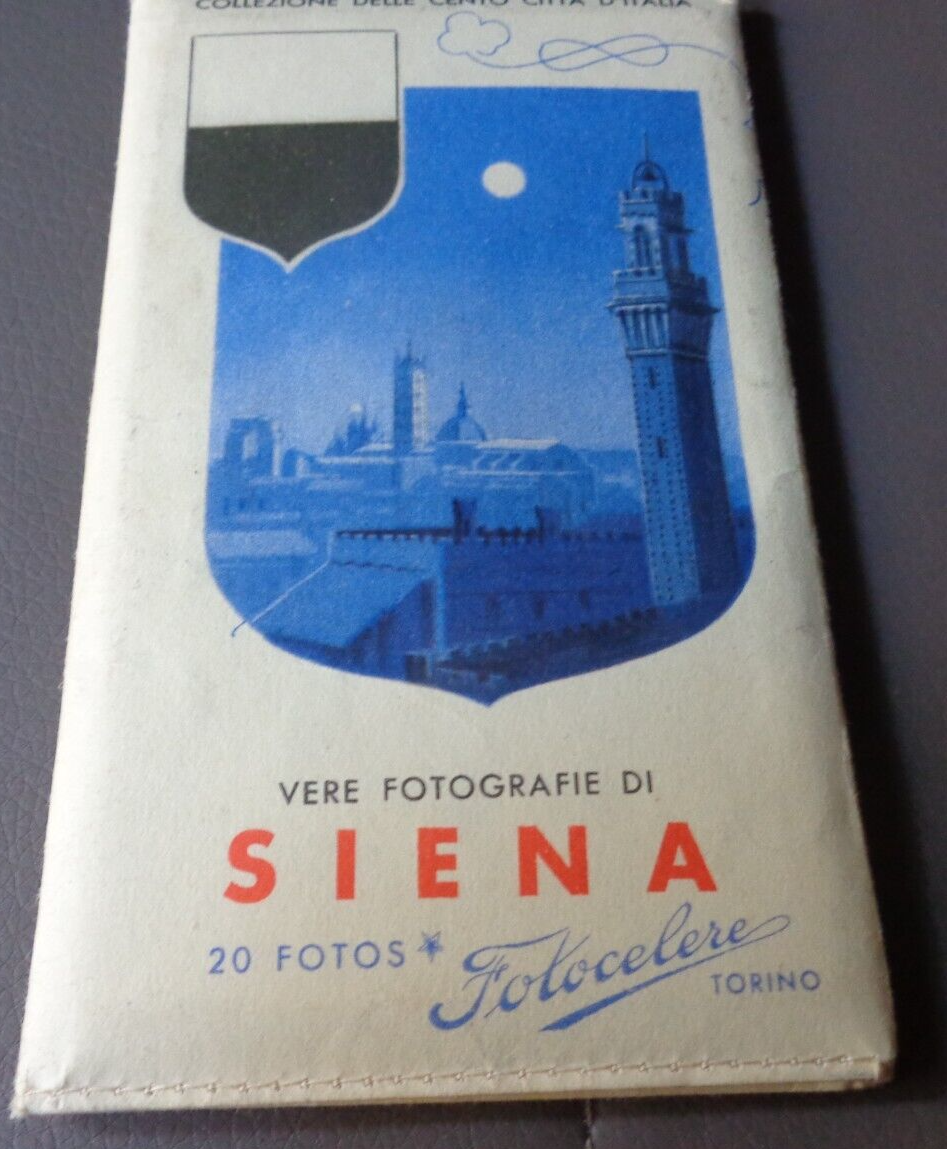 COLLEZIONE DELLE CENTO CITTÀ D'ITALIA
VERE FOTOGRAFIE DI
SIENA
20 FOTOS Fotocelere
TORINO